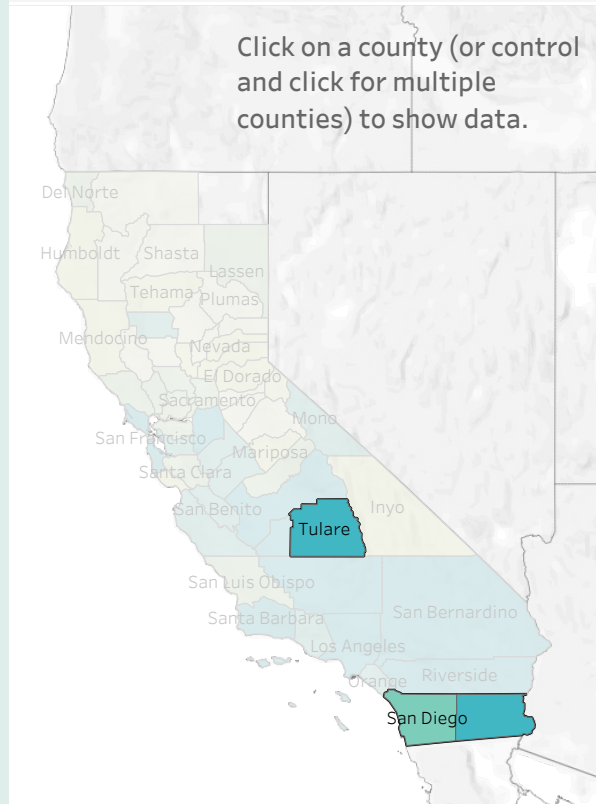 Click on a county (or control
and click for multiple
counties) to show data.
Del Norte
Humboldt
Shasta
Lassen
Tehama
Plumas
Mendocino
Nevada
El Dorado
Sacramento
Mono
San Francisco
Mariposa
Santa Clara
San Benito
Inyo
Tulare
San Luis Obispo
San Bernardino
Santa Barbara
Los Angeles
Riverside
Orange
San Diego